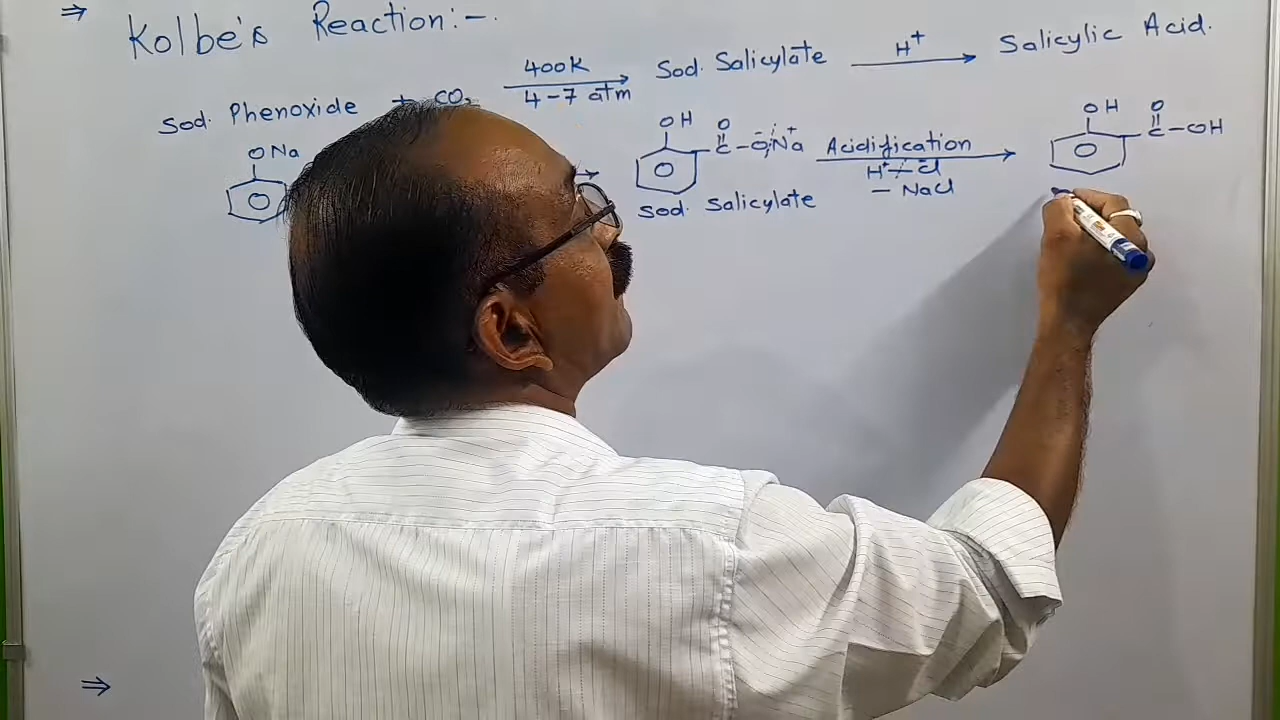 ⇒ Kolbe's Reaction:-
Sod. Phenoxide + CO₂ 400K 4-7 atm → Sod. Salicylate H⁺ → Salicylic Acid.
ONa
OH O
C-O⁻Na⁺
Acidification
H⁺ Cl
- NaCl
OH O
C-OH
Sod. Salicylate
⇒